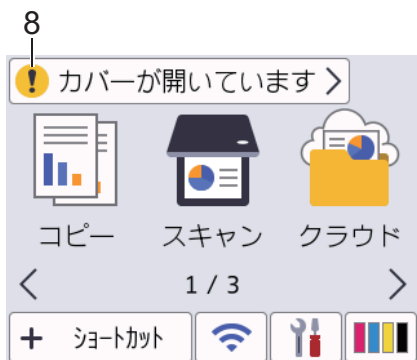 8
! カバーが開いています >
コピー スキャン クラウド
< 1 / 3 >
+ ショートカット